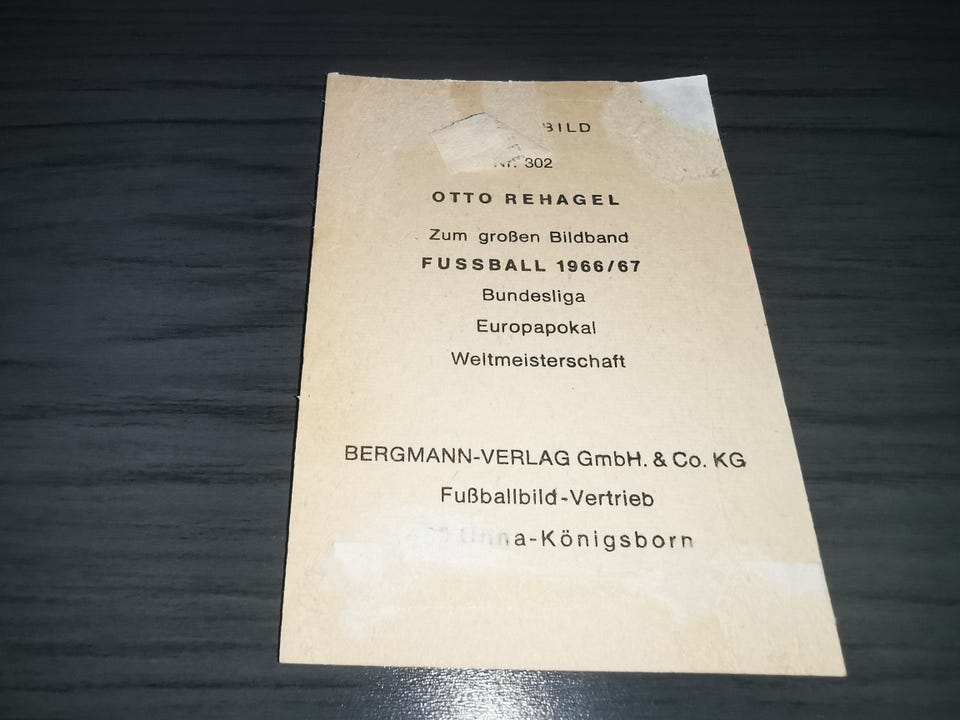 BILD
Nr. 302
OTTO REHAGEL
Zum großen Bildband
FUSSBALL 1966/67
Bundesliga
Europapokal
Weltmeisterschaft
BERGMANN-VERLAG GmbH. & Co. KG
Fußballbild-Vertrieb
Unna-Königsborn